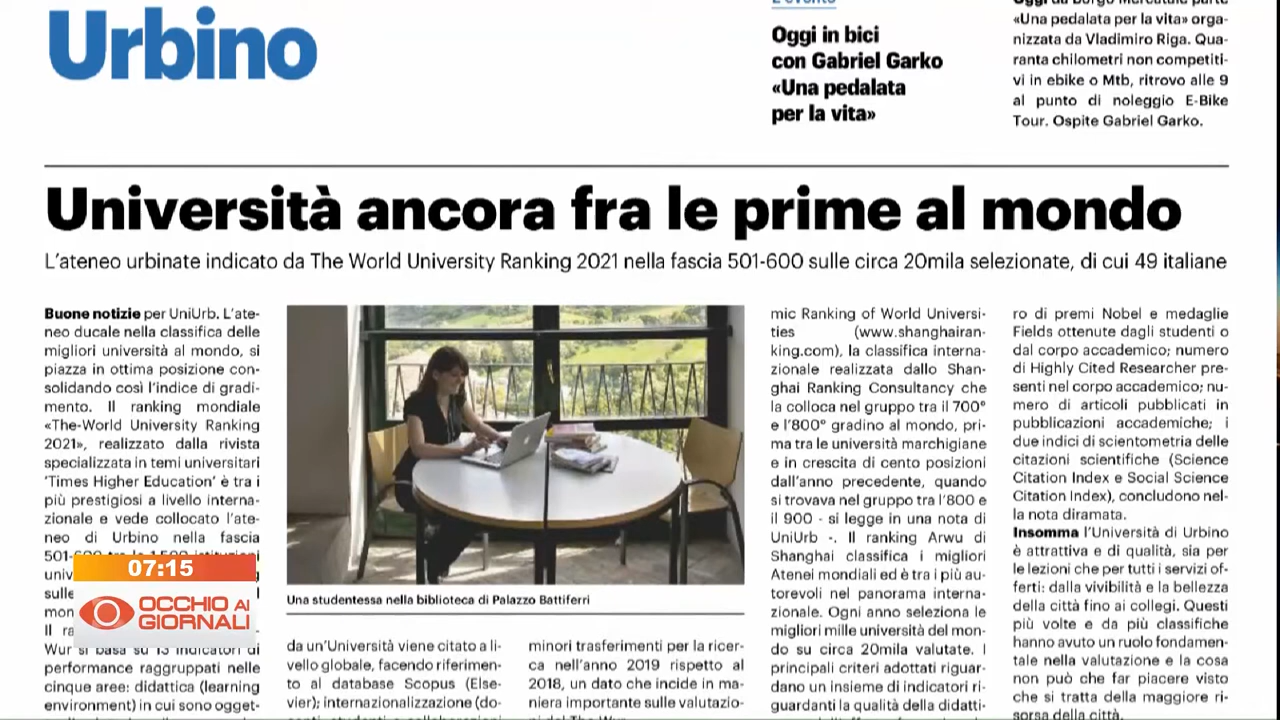 Urbino
Oggi in bici
con Gabriel Garko
«Una pedalata
per la vita»
«Una pedalata per la vita» orga-
nizzata da Vladimiro Riga. Qua-
ranta chilometri non competiti-
vi in ebike o Mtb, ritrovo alle 9
al punto di noleggio E-Bike
Tour. Ospite Gabriel Garko.
Università ancora fra le prime al mondo
L'ateneo urbinate indicato da The World University Ranking 2021 nella fascia 501-600 sulle circa 20mila selezionate, di cui 49 italiane
Buone notizie per UniUrb. L'ate-
neo ducale nella classifica delle
migliori università al mondo, si
piazza in ottima posizione con-
solidando così l'indice di gradi-
mento. Il ranking mondiale
«The-World University Ranking
2021», realizzato dalla rivista
specializzata in temi universitari
'Times Higher Education' è tra i
più prestigiosi a livello interna-
zionale e vede collocato l'ate-
neo di Urbino nella fascia
performance raggruppati nelle
cinque aree: didattica (learning
environment) in cui sono ogget-
Una studentessa nella biblioteca di Palazzo Battiferri
da un'Università viene citato a li-
vello globale, facendo riferimen-
to al database Scopus (Else-
vier); internazionalizzazione (do-
minori trasferimenti per la ricer-
ca nell'anno 2019 rispetto al
2018, un dato che incide in ma-
niera importante sulle valutazio-
mic Ranking of World Universi-
ties (www.shanghairan-
king.com), la classifica interna-
zionale realizzata dallo Shan-
ghai Ranking Consultancy che
la colloca nel gruppo tra il 700°
e l'800° gradino al mondo, pri-
ma tra le università marchigiane
e in crescita di cento posizioni
dall'anno precedente, quando
si trovava nel gruppo tra l'800 e
il 900 - si legge in una nota di
UniUrb -. Il ranking Arwu di
Shanghai classifica i migliori
Atenei mondiali ed è tra i più au-
torevoli nel panorama interna-
zionale. Ogni anno seleziona le
migliori mille università del mon-
do su circa 20mila valutate. I
principali criteri adottati riguar-
dano un insieme di indicatori ri-
guardanti la qualità della didatti-
ro di premi Nobel e medaglie
Fields ottenute dagli studenti o
dal corpo accademico; numero
di Highly Cited Researcher pre-
senti nel corpo accademico; nu-
mero di articoli pubblicati in
pubblicazioni accademiche; i
due indici di scientometria delle
citazioni scientifiche (Science
Citation Index e Social Science
Citation Index), concludono nel-
la nota diramata.
Insomma l'Università di Urbino
è attrattiva e di qualità, sia per
le lezioni che per tutti i servizi of-
ferti: dalla vivibilità e la bellezza
della città fino ai collegi. Questi
più volte e da più classifiche
hanno avuto un ruolo fondamen-
tale nella valutazione e la cosa
non può che far piacere visto
che si tratta della maggiore ri-
sorsa della città.
07:15
OCCHIO AI
GIORNALI